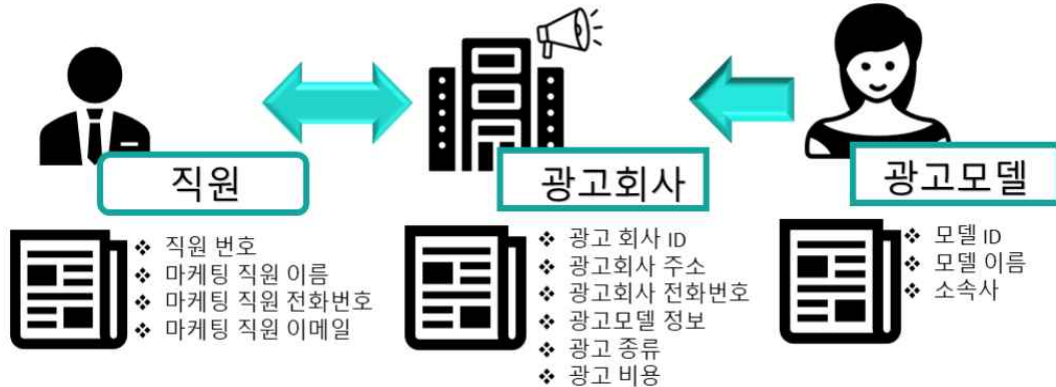 직원
광고회사
광고모델
❖ 직원 번호
❖ 마케팅 직원 이름
❖ 마케팅 직원 전화번호
❖ 마케팅 직원 이메일
❖ 광고 회사 ID
❖ 광고회사 주소
❖ 광고회사 전화번호
❖ 광고모델 정보
❖ 광고 종류
❖ 광고 비용
❖ 모델 ID
❖ 모델 이름
❖ 소속사